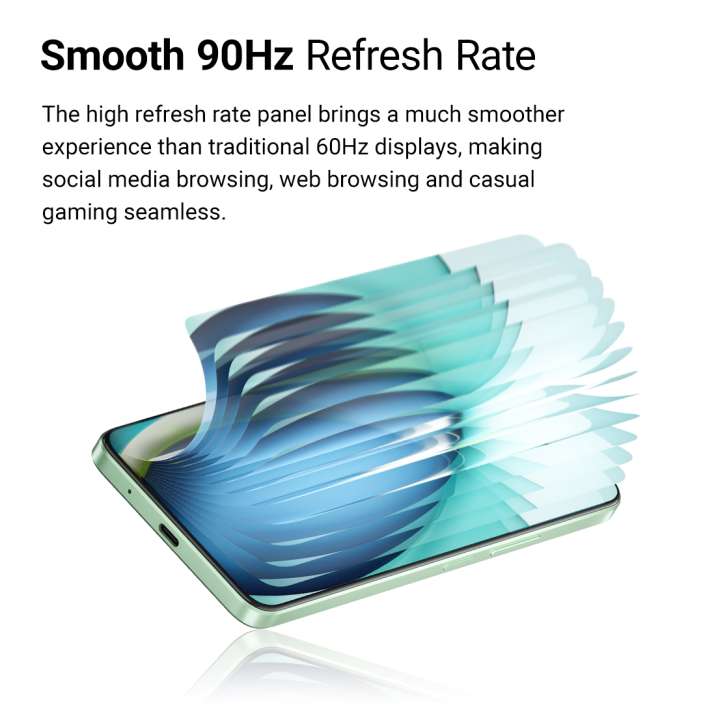 Smooth 90Hz Refresh Rate
The high refresh rate panel brings a much smoother
experience than traditional 60Hz displays, making
social media browsing, web browsing and casual
gaming seamless.